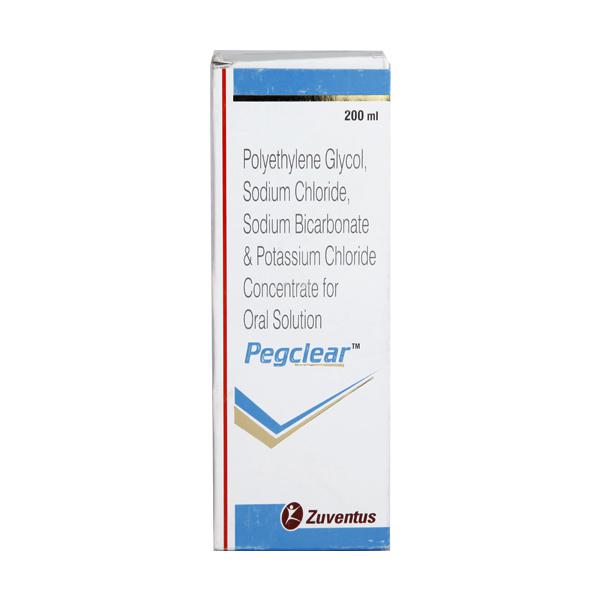 200 ml
Polyethylene Glycol,
Sodium Chloride,
Sodium Bicarbonate
& Potassium Chloride
Concentrate for
Oral Solution
Pegclear™
Zuventus